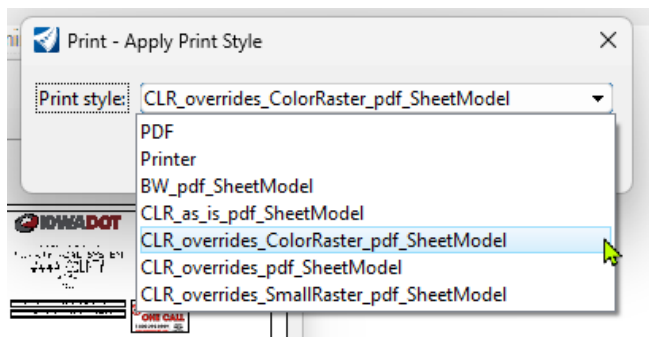 Print - Apply Print Style
Print style: CLR_overrides_ColorRaster_pdf_SheetModel
PDF
Printer
BW_pdf_SheetModel
CLR_as_is_pdf_SheetModel
CLR_overrides_ColorRaster_pdf_SheetModel
CLR_overrides_pdf_SheetModel
CLR_overrides_SmallRaster_pdf_SheetModel
IOWADOT
ONE CALL